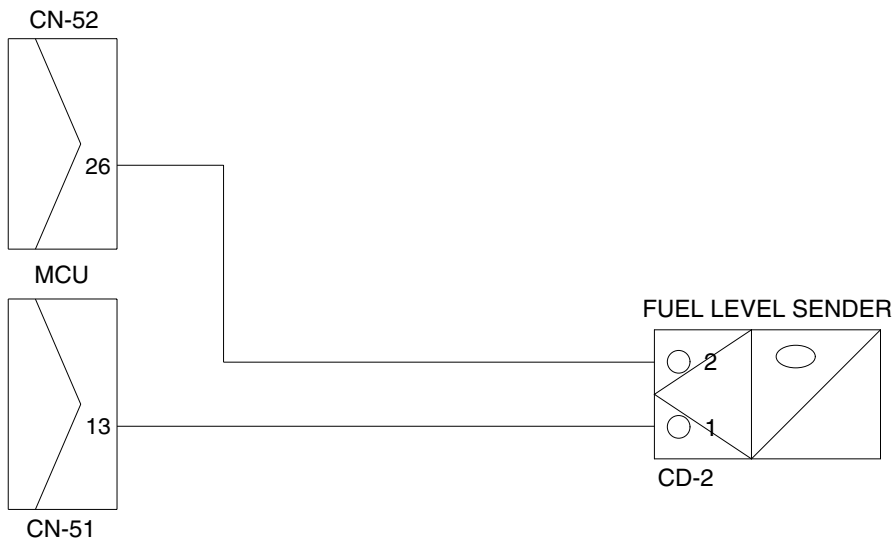 CN-52
26
MCU
FUEL LEVEL SENDER
2
13
1
CD-2
CN-51